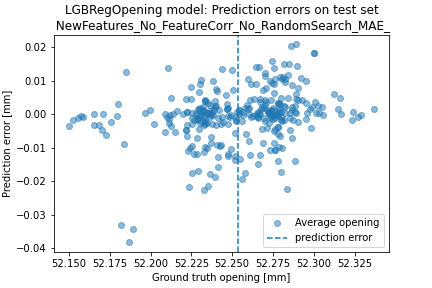 LGBRegOpening model: Prediction errors on test set
NewFeatures_No_FeatureCorr_No_RandomSearch_MAE_
Prediction error [mm]
0.02
0.01
0.00
−0.01
−0.02
−0.03
−0.04
Average opening
prediction error
52.150 52.175 52.200 52.225 52.250 52.275 52.300 52.325
Ground truth opening [mm]